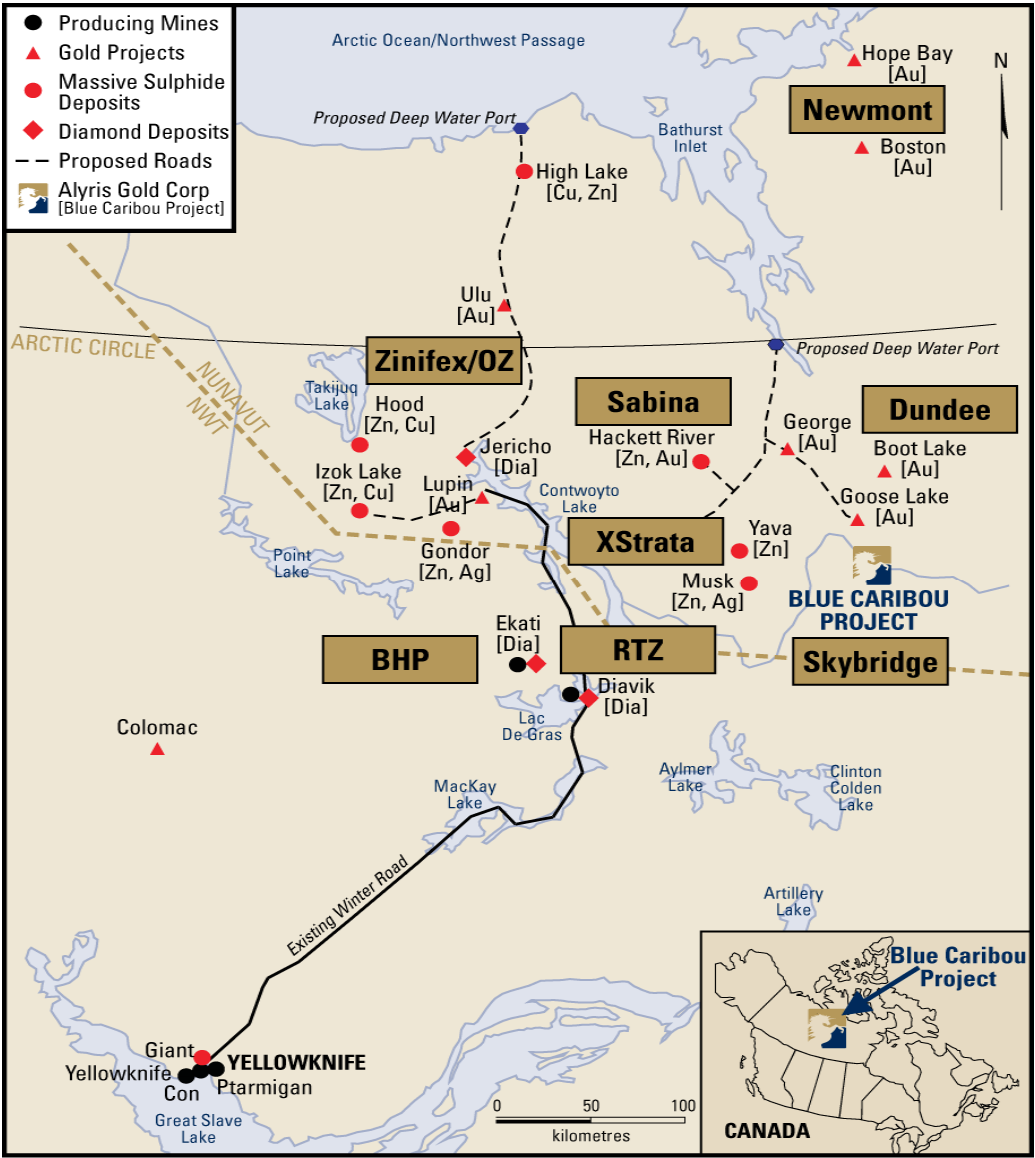 Producing Mines
Gold Projects
Massive Sulphide
Deposits
Diamond Deposits
Proposed Roads
Alyris Gold Corp
[Blue Caribou Project]
Arctic Ocean/Northwest Passage
Hope Bay
[Au]
N
Newmont
Proposed Deep Water Port
Bathurst
Inlet
Boston
[Au]
High Lake
[Cu, Zn]
Ulu
[Au]
ARCTIC CIRCLE
Zinifex/OZ
Proposed Deep Water Port
NUNAVUT
NWT
Takijuq
Lake
Hood
[Zn, Cu]
Sabina
Dundee
Hackett River
[Zn, Au]
George
[Au]
Boot Lake
[Au]
Jericho
[Dia]
Izok Lake
[Zn, Cu]
Lupin
[Au]
Contwoyto
Lake
Goose Lake
[Au]
Gondor
[Zn, Ag]
XStrata
Yava
[Zn]
Point
Lake
Musk
[Zn, Ag]
BLUE CARIBOU
PROJECT
Ekati
[Dia]
BHP
RTZ
Skybridge
Diavik
[Dia]
Lac
De Gras
Colomac
MacKay
Lake
Aylmer
Lake
Clinton
Colden
Lake
Existing Winter Road
Artillery
Lake
Blue Caribou
Project
Giant
YELLOWKNIFE
Yellowknife
Con
Ptarmigan
Great Slave
Lake
0 50 100
kilometres
CANADA